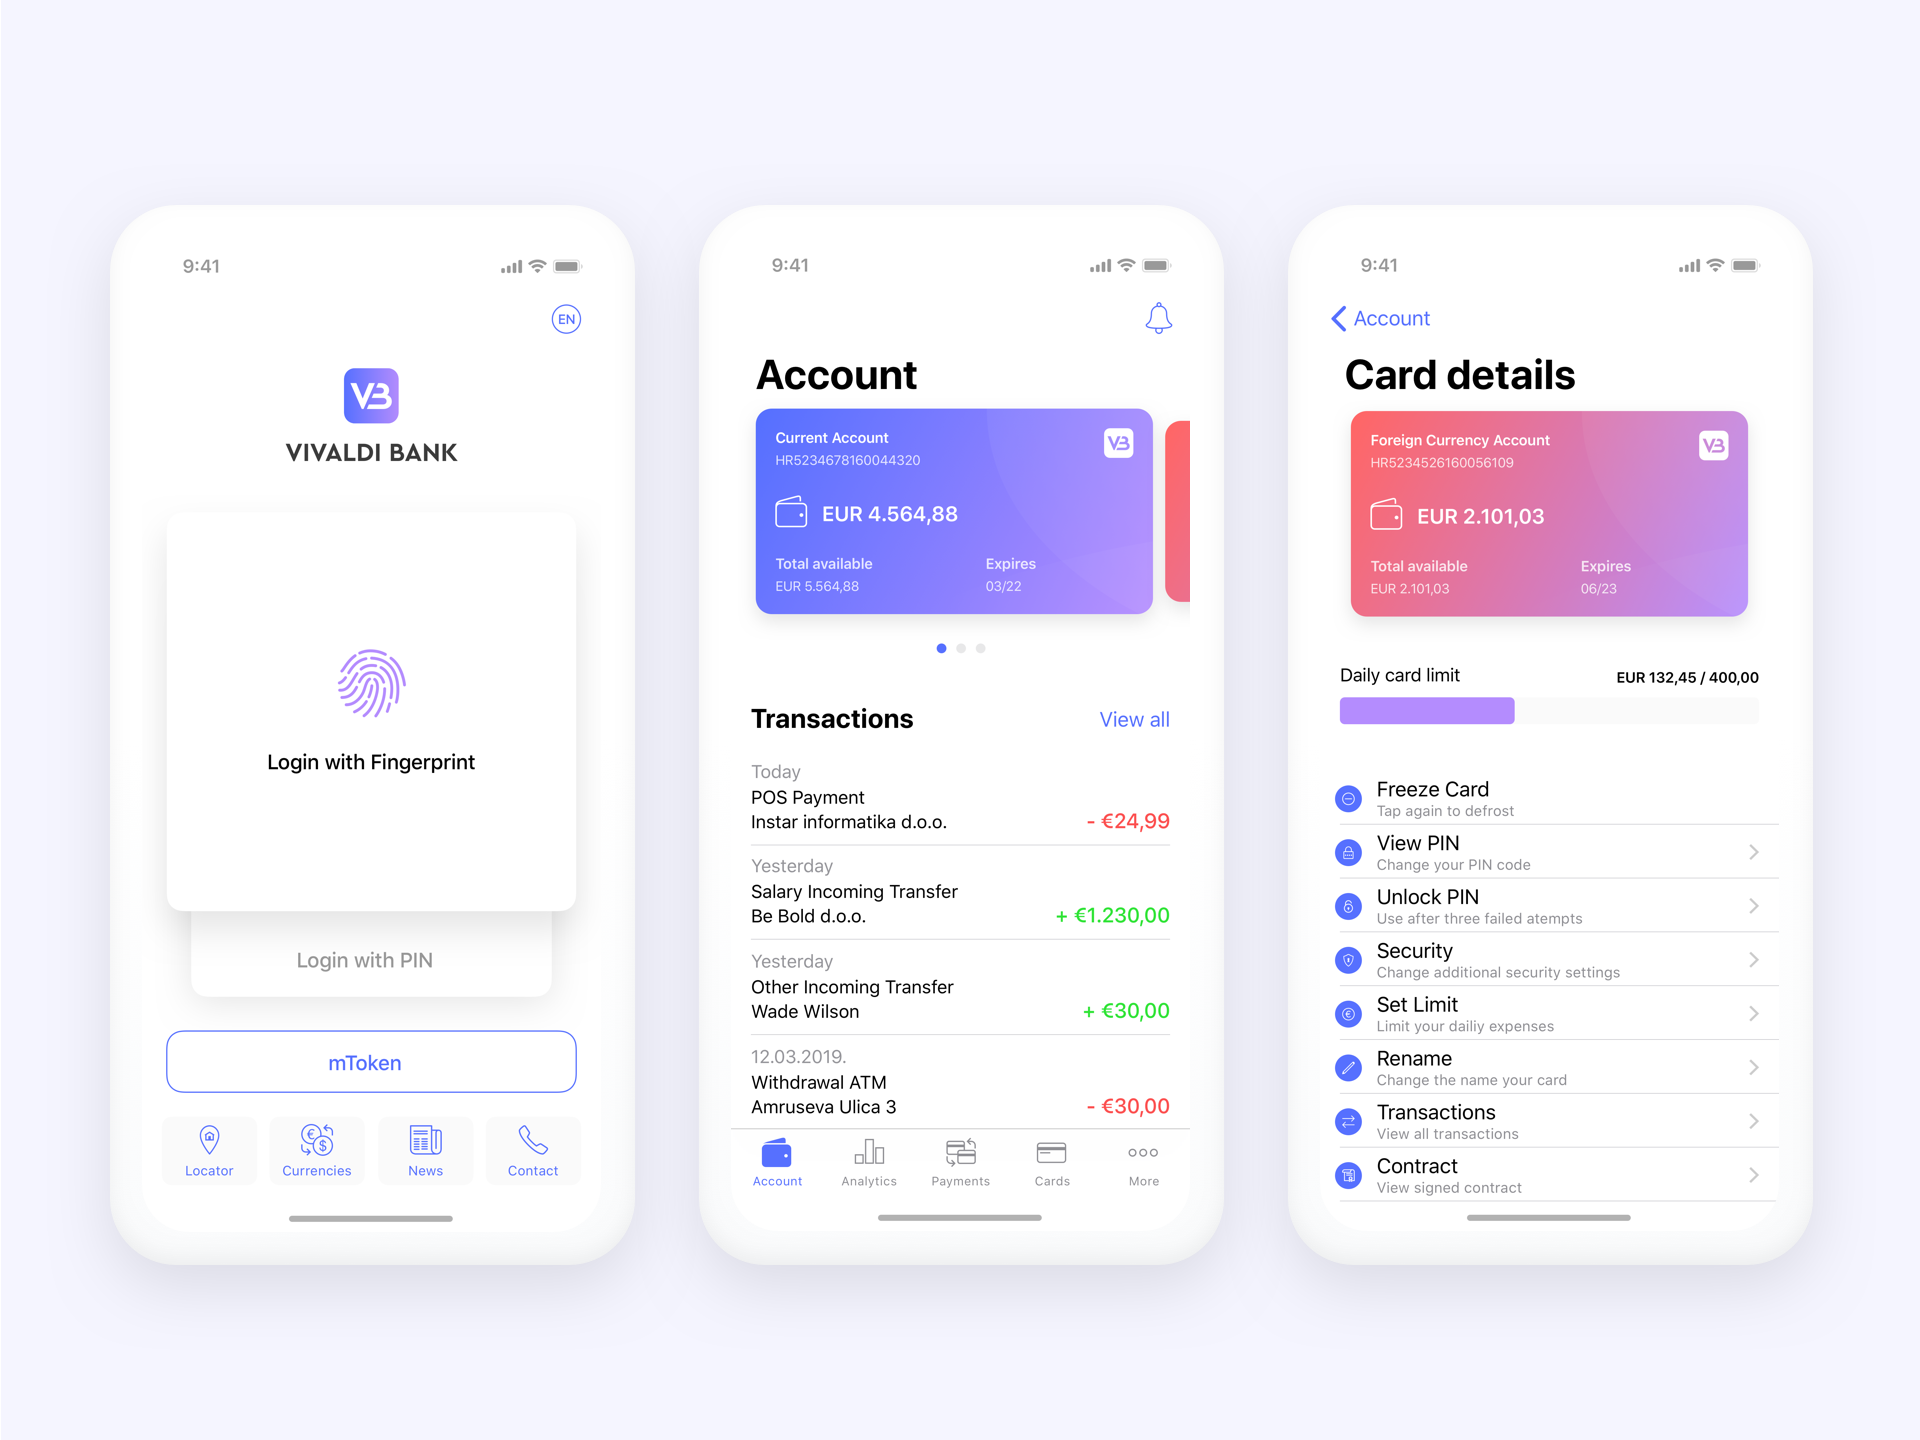 9:41
EN
VB
VIVALDI BANK
Login with Fingerprint
Login with PIN
mToken
Locator
Currencies
News
Contact
9:41
Account
Current Account
VB
HR5234678160044320
EUR 4.564,88
Total available
Expires
EUR 5.564,88
03/22
Transactions
View all
Today
POS Payment
Instar informatika d.o.o.
- €24,99
Yesterday
Salary Incoming Transfer
Be Bold d.o.o.
+ €1.230,00
Yesterday
Other Incoming Transfer
Wade Wilson
+ €30,00
12.03.2019.
Withdrawal ATM
Amruseva Ulica 3
- €30,00
Account
Analytics
Payments
Cards
More
9:41
Account
Card details
Foreign Currency Account
VB
HR5234526160056109
EUR 2.101,03
Total available
Expires
EUR 2.101,03
06/23
Daily card limit
EUR 132,45 / 400,00
Freeze Card
Tap again to defrost
View PIN
Change your PIN code
Unlock PIN
Use after three failed atempts
Security
Change additional security settings
Set Limit
Limit your dailiy expenses
Rename
Change the name your card
Transactions
View all transactions
Contract
View signed contract